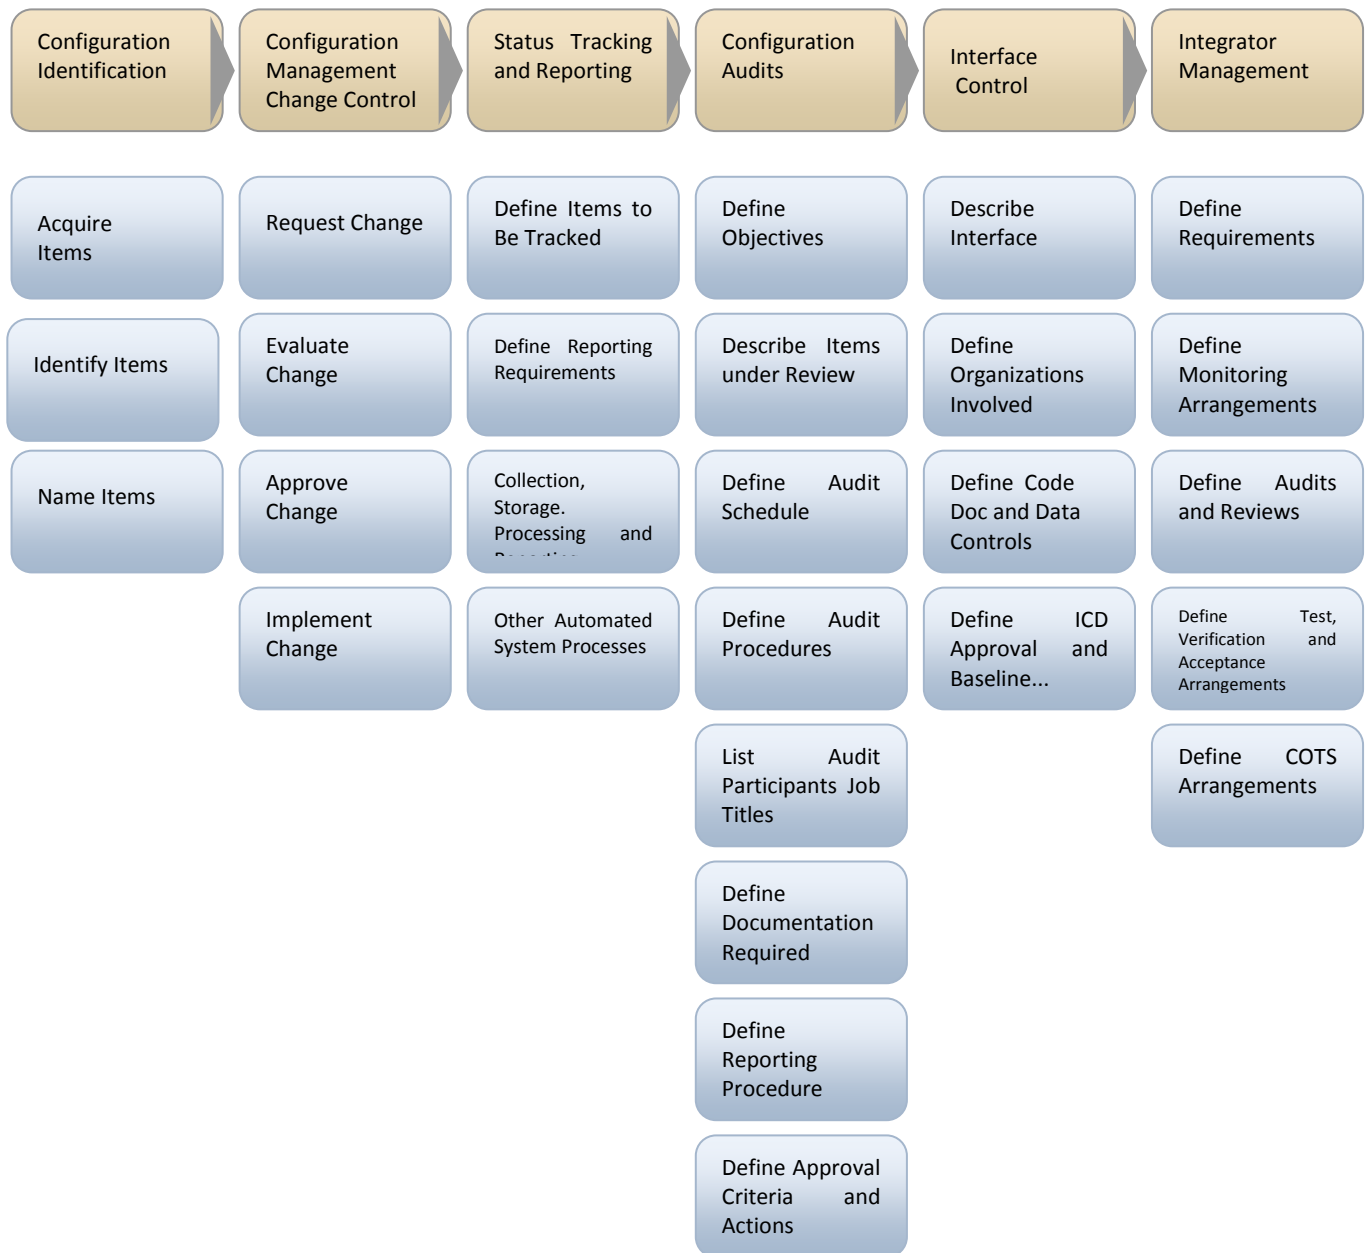 Configuration
Identification
Configuration
Management
Change Control
Status Tracking
and Reporting
Configuration
Audits
Interface
Control
Integrator
Management
Acquire
Items
Request Change
Define Items to
Be Tracked
Define
Objectives
Describe
Interface
Define
Requirements
Identify Items
Evaluate
Change
Define Reporting
Requirements
Describe Items
under Review
Define
Organizations
Involved
Define
Monitoring
Arrangements
Name Items
Approve
Change
Collection,
Storage.
Processing and
Reporting
Define Audit
Schedule
Define Code
Doc and Data
Controls
Define Audits
and Reviews
Implement
Change
Other Automated
System Processes
Define Audit
Procedures
Define ICD
Approval and
Baseline...
Define Test,
Verification and
Acceptance
Arrangements
List Audit
Participants Job
Titles
Define COTS
Arrangements
Define
Documentation
Required
Define
Reporting
Procedure
Define Approval
Criteria and
Actions